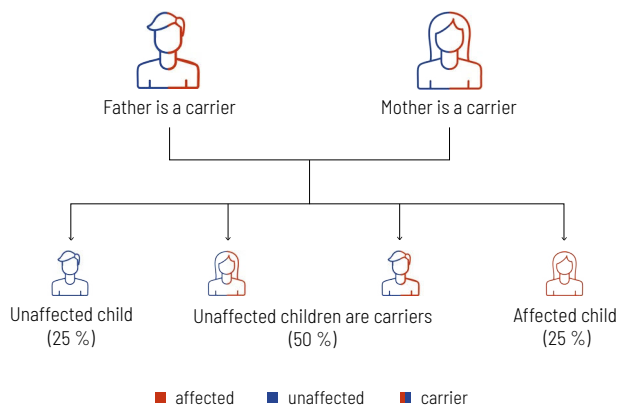 Father is a carrier
Mother is a carrier
Unaffected child
(25 %)
Unaffected children are carriers
(50 %)
Affected child
(25 %)
affected
unaffected
carrier